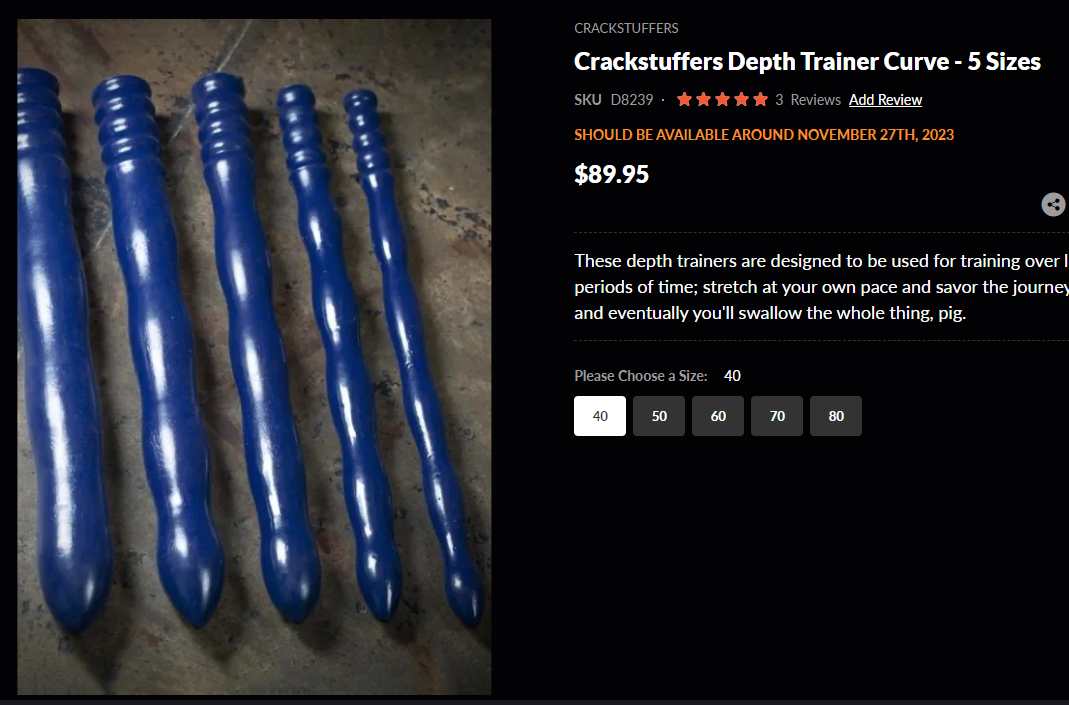 CRACKSTUFFERS
Crackstuffers Depth Trainer Curve - 5 Sizes
SKU D8239 · 3 Reviews Add Review
SHOULD BE AVAILABLE AROUND NOVEMBER 27TH, 2023
$89.95
These depth trainers are designed to be used for training over
periods of time; stretch at your own pace and savor the journey
and eventually you'll swallow the whole thing, pig.
Please Choose a Size: 40
40 50 60 70 80